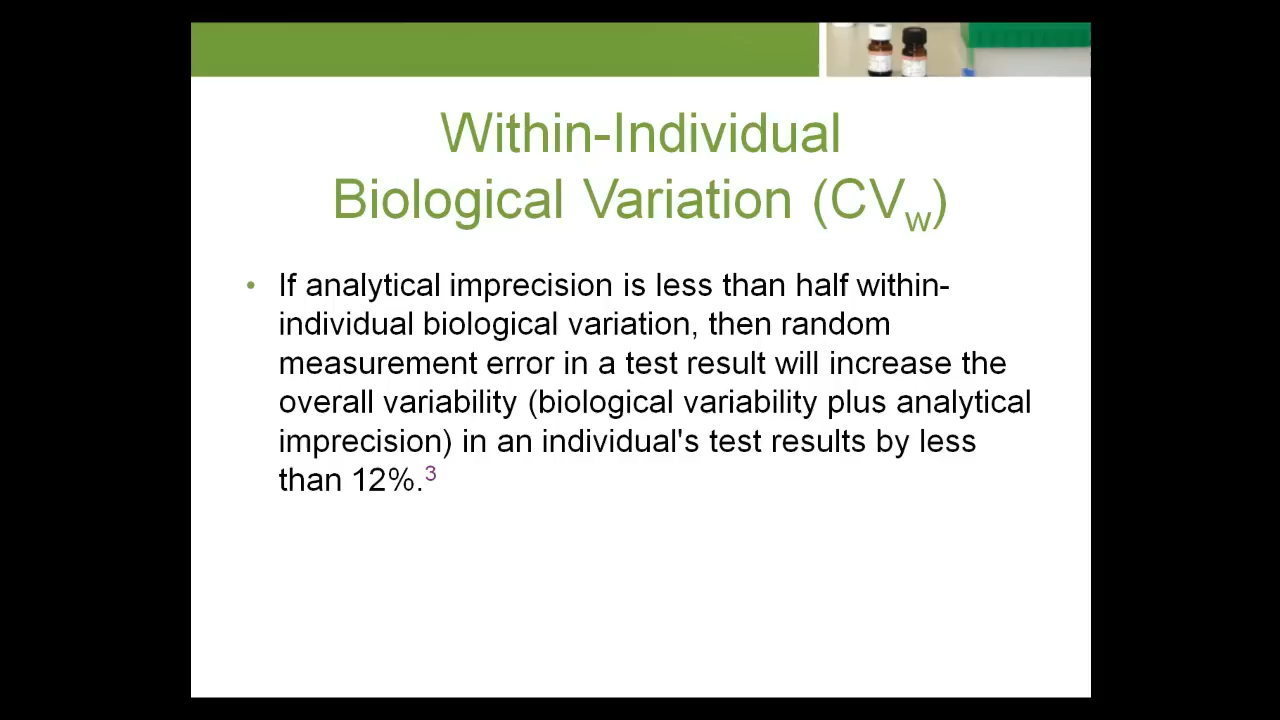 Within-Individual
Biological Variation (CVw)
• If analytical imprecision is less than half within-
individual biological variation, then random
measurement error in a test result will increase the
overall variability (biological variability plus analytical
imprecision) in an individual's test results by less
than 12%.3